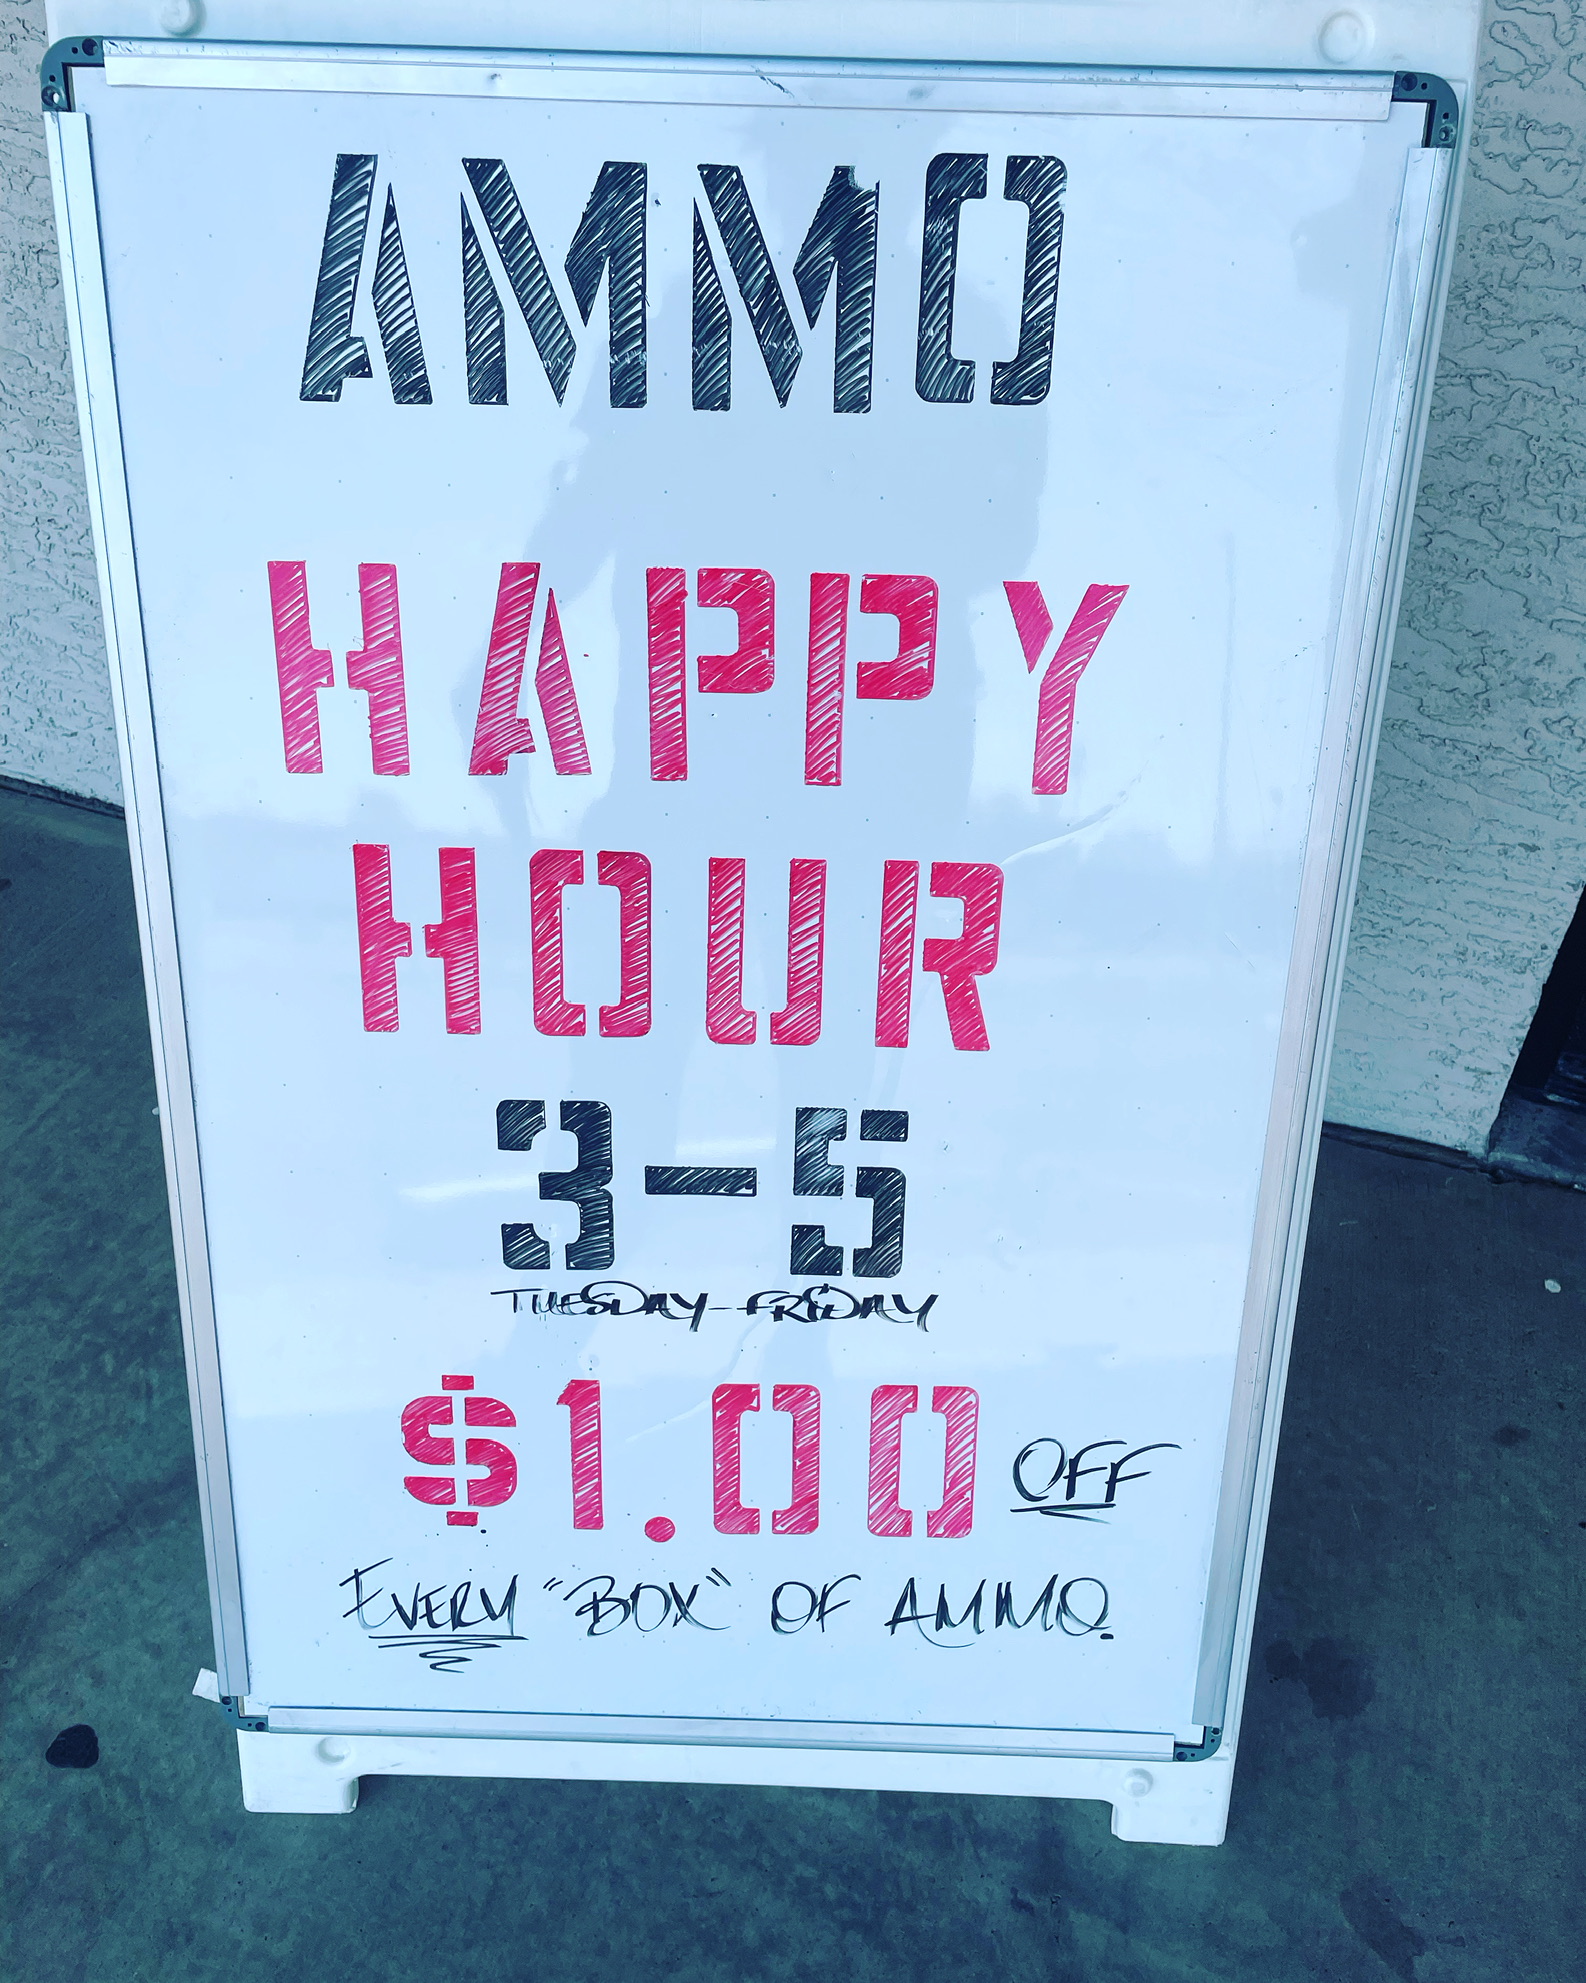 AMMO
HAPPY
HOUR
3-5
TUESDAY-FRIDAY
$1.00 OFF
EVERY "BOX" OF AMMO.